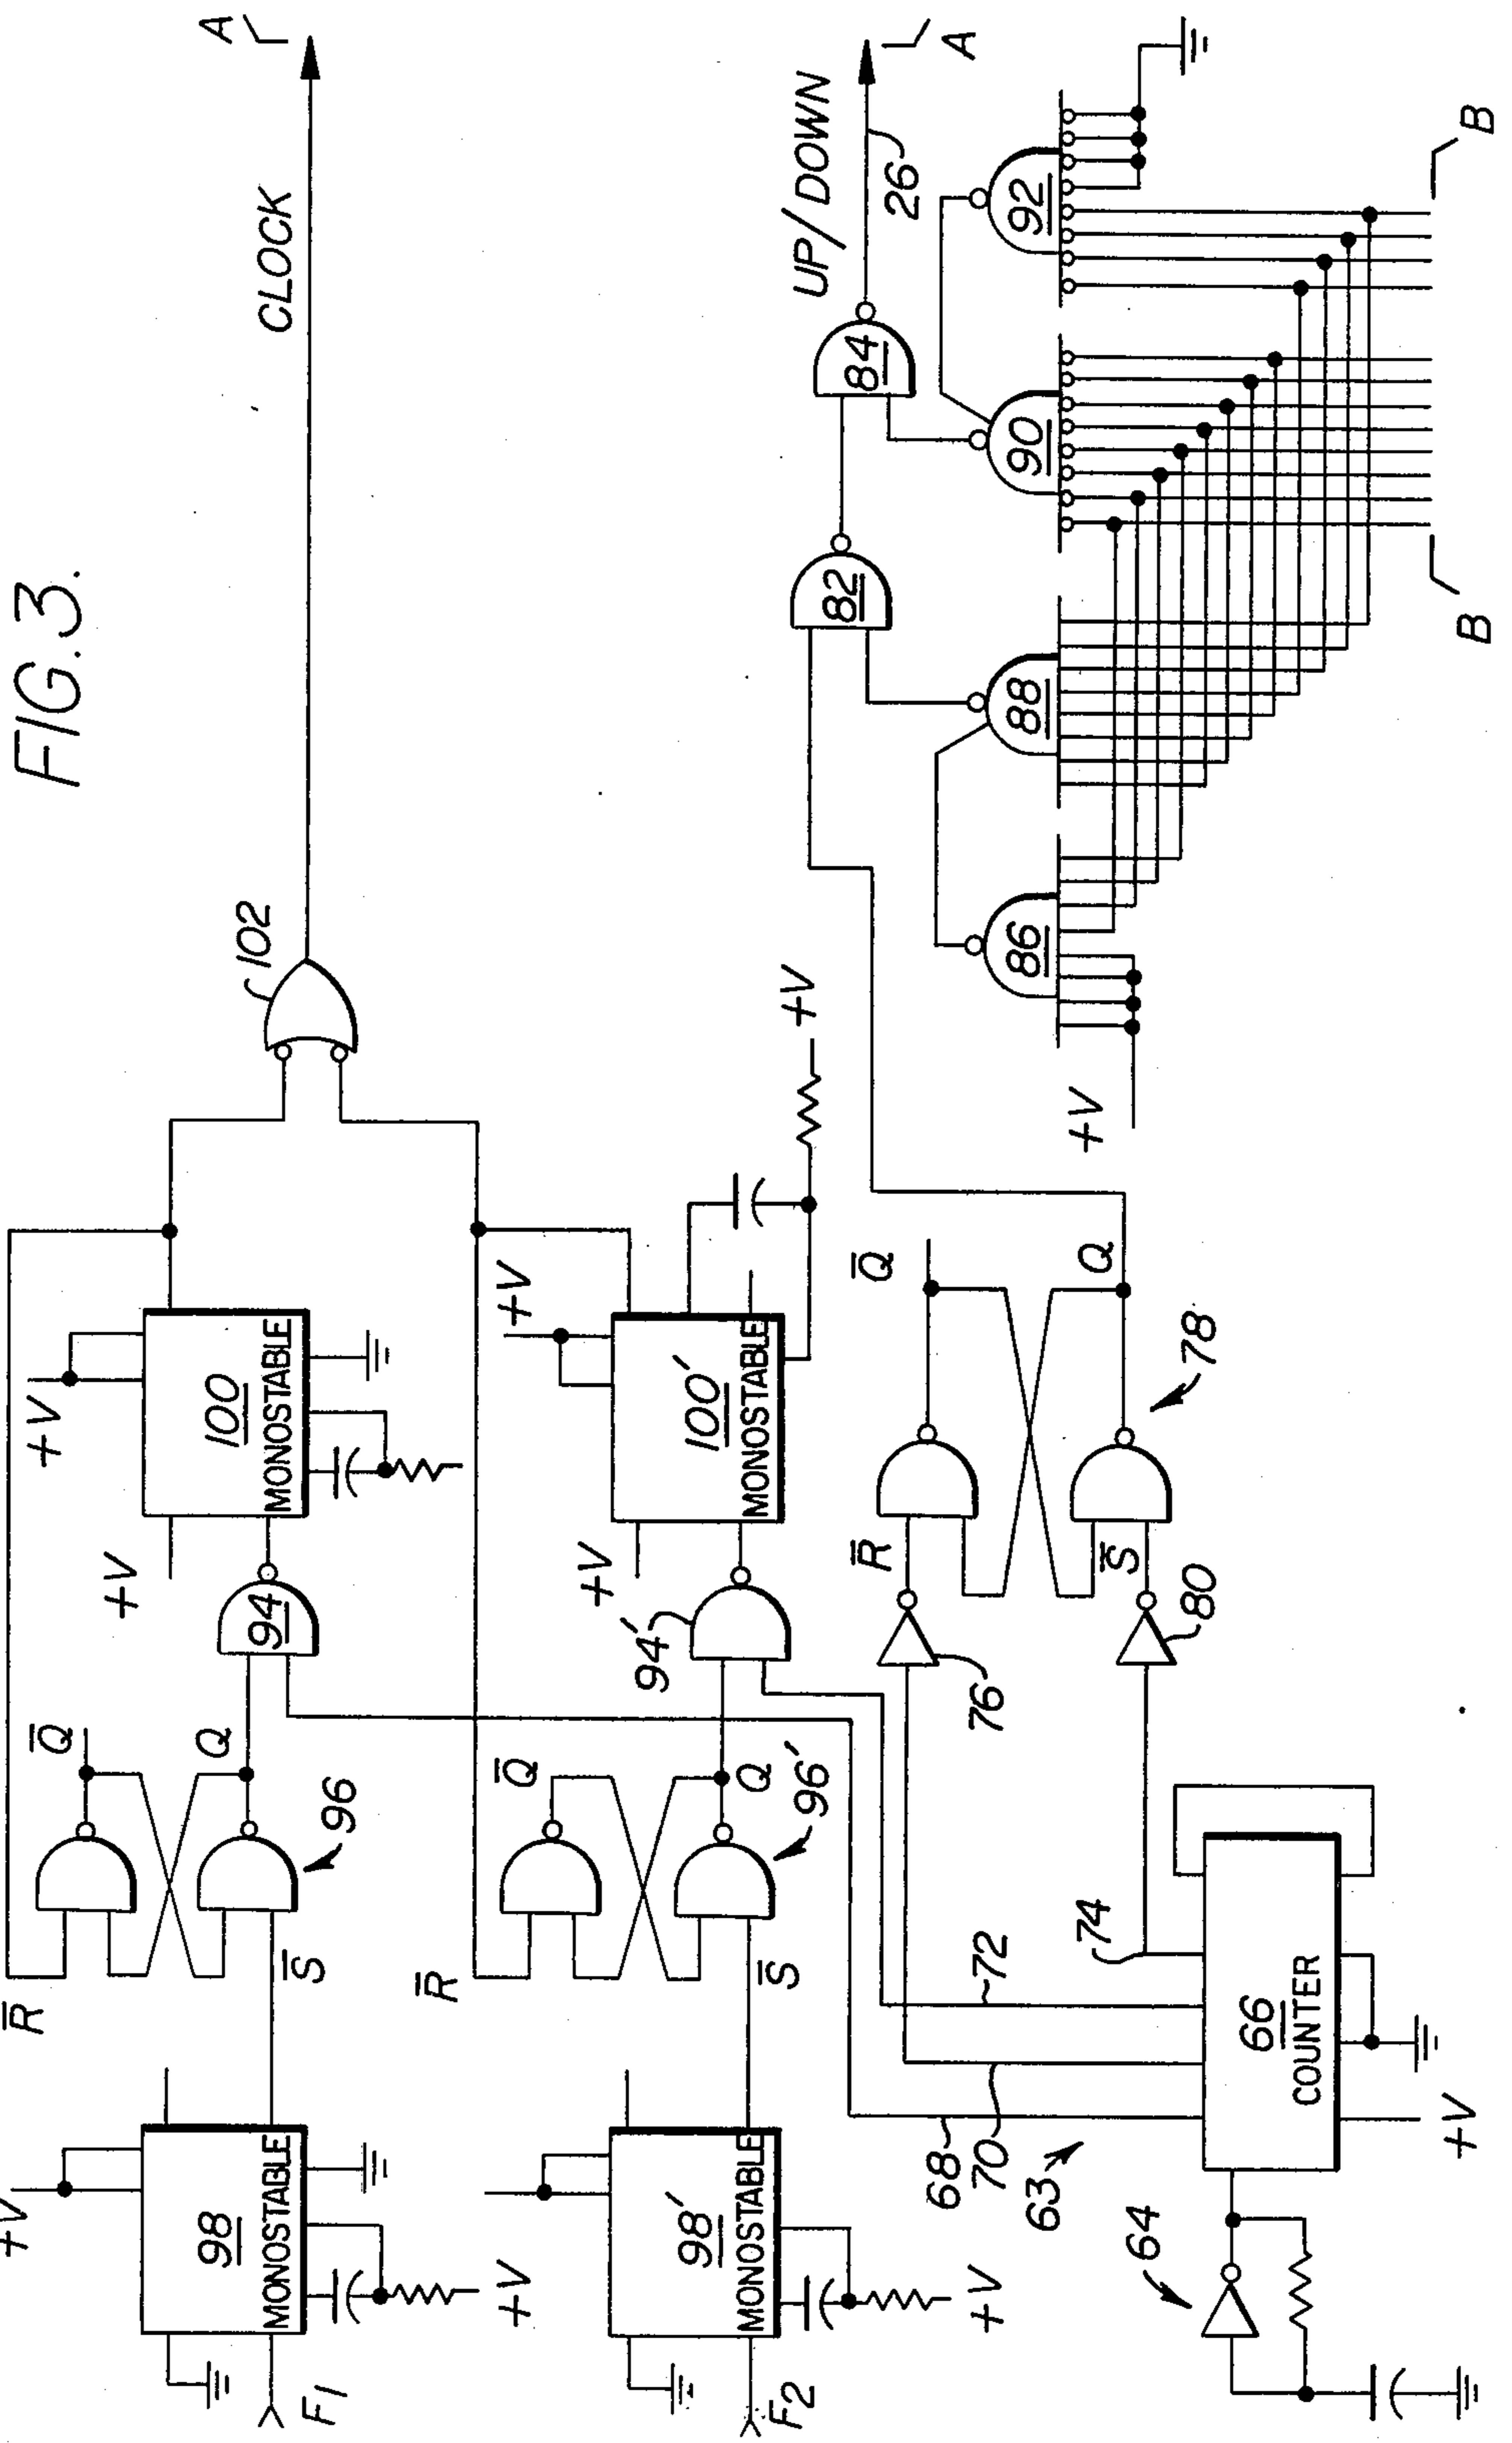 FIG. 3.
A
CLOCK
102
+V
+V
100
MONOSTABLE
94
Q̅
Q
96
R̅
S̅
+V
98
MONOSTABLE
F1
+V
+V
+V
100′
MONOSTABLE
+V
94′
Q̅
Q
96′
R̅
S̅
98′
MONOSTABLE
F2
+V
A
UP/DOWN
26
84
82
92
90
88
86
+V
B
B
Q̅
Q
78
R̅
S̅
76
80
74
72
70
68
63
66
COUNTER
+V
64